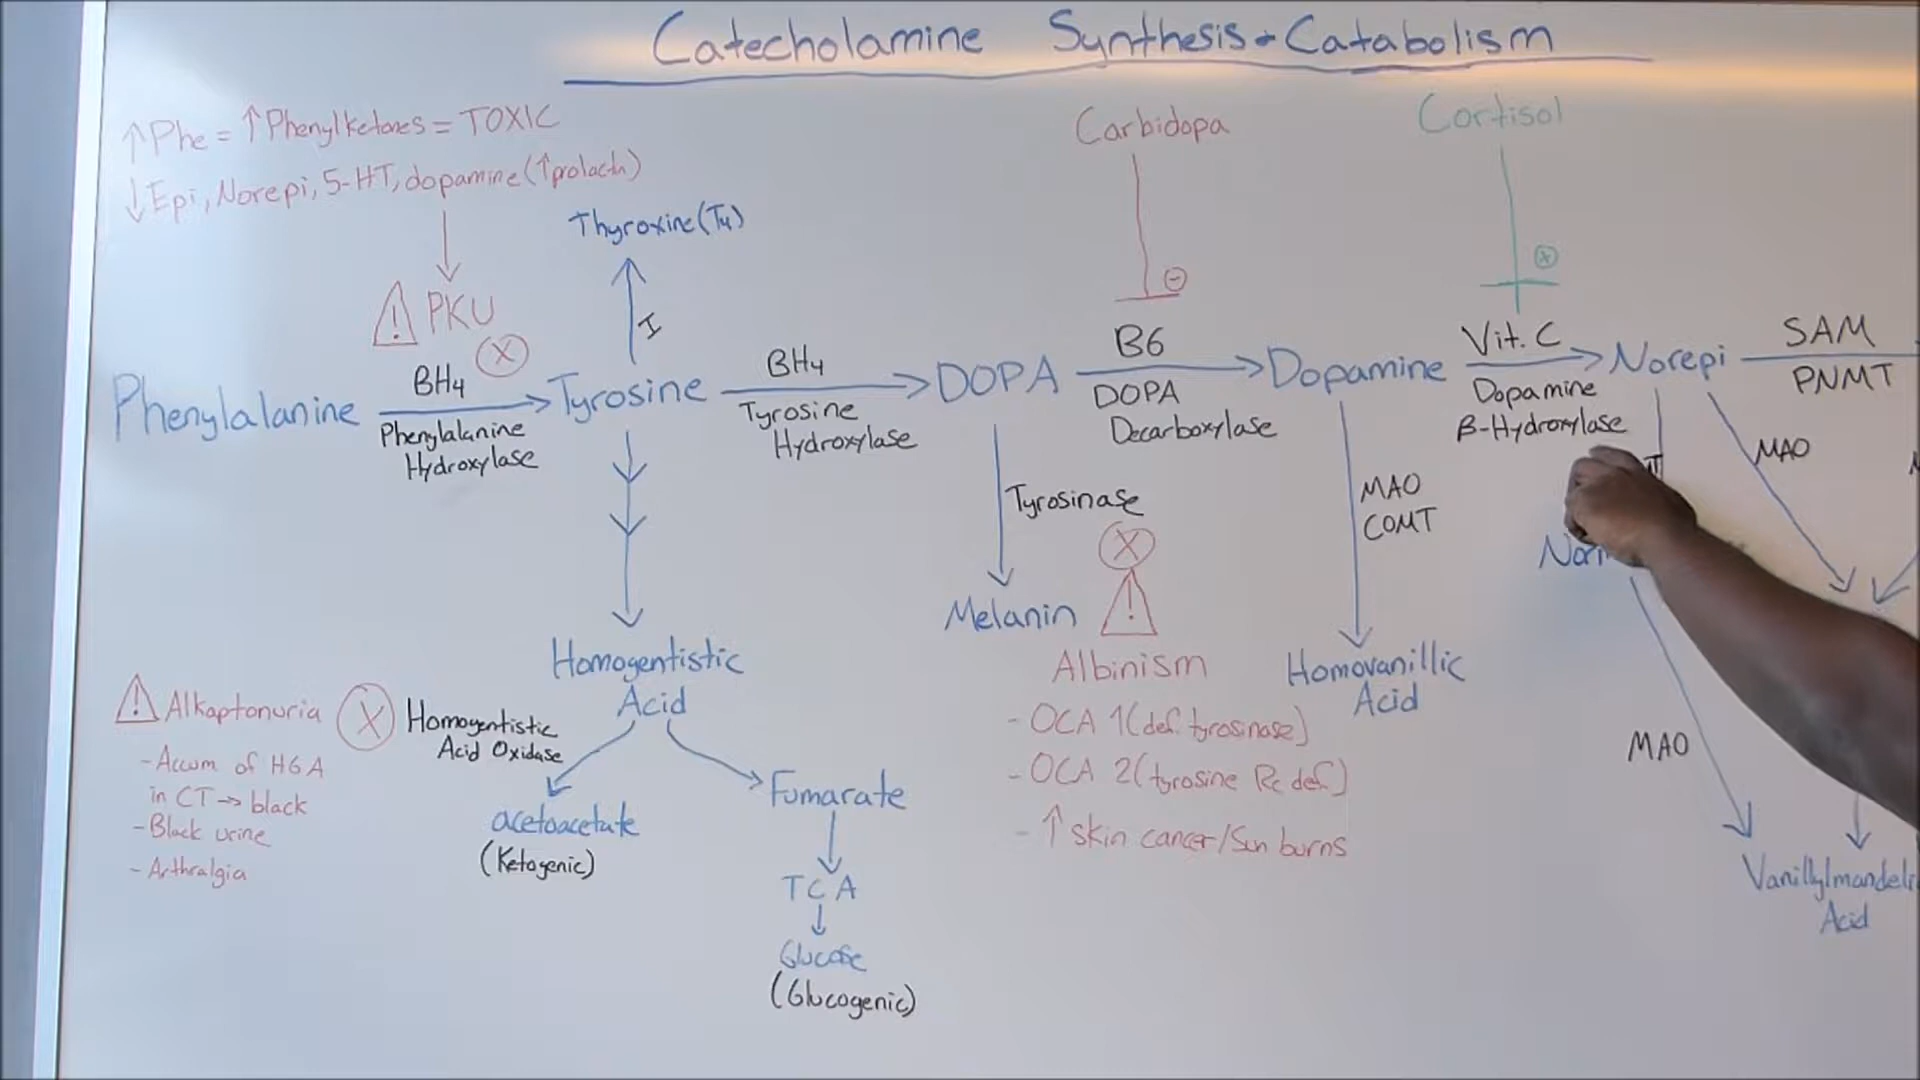 Catecholamine Synthesis + Catabolism
↑Phe = ↑Phenylketones = TOXIC
↓Epi, Norepi, 5-HT, dopamine (↑prolactn)
PKU
Thyroxine (T4)
I
Carbidopa
⊖
Cortisol
⊕
Phenylalanine
BH4
X
Phenylalanine
Hydroxylase
Tyrosine
BH4
Tyrosine
Hydroxylase
DOPA
B6
DOPA
Decarboxylase
Dopamine
Vit. C
Dopamine
β-Hydroxylase
Norepi
SAM
PNMT
Tyrosinase
X
Melanin
!
Albinism
- OCA 1 (def. tyrosinase)
- OCA 2 (tyrosine Rc def.)
- ↑ skin cancer/Sun burns
MAO
COMT
Homovanillic
Acid
MAO
MAO
Vanillylmandel
Acid
Homogentistic
Acid
! Alkaptonuria
X
Homogentistic
Acid Oxidase
- Accum of HGA
in CT → black
- Black urine
- Arthralgia
acetoacetate
(Ketogenic)
Fumarate
TCA
Glucose
(Glucogenic)